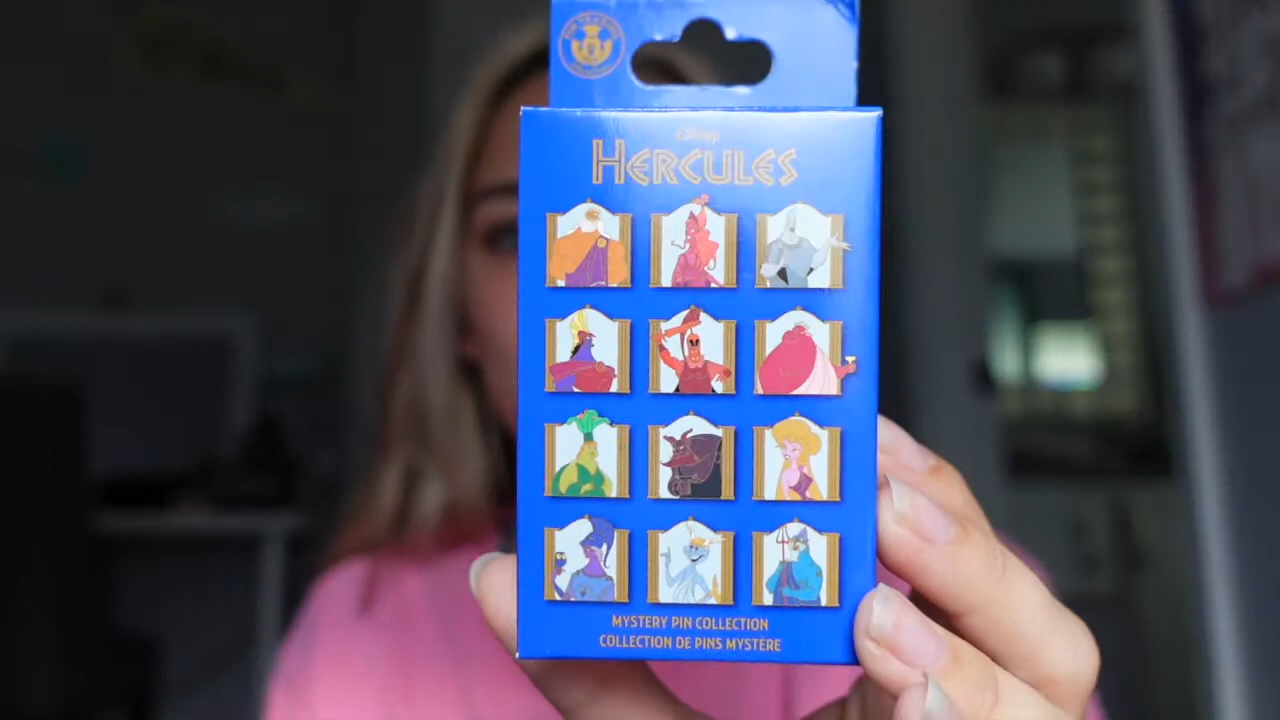 Disney
HERCULES
MYSTERY PIN COLLECTION
COLLECTION DE PINS MYSTÈRE